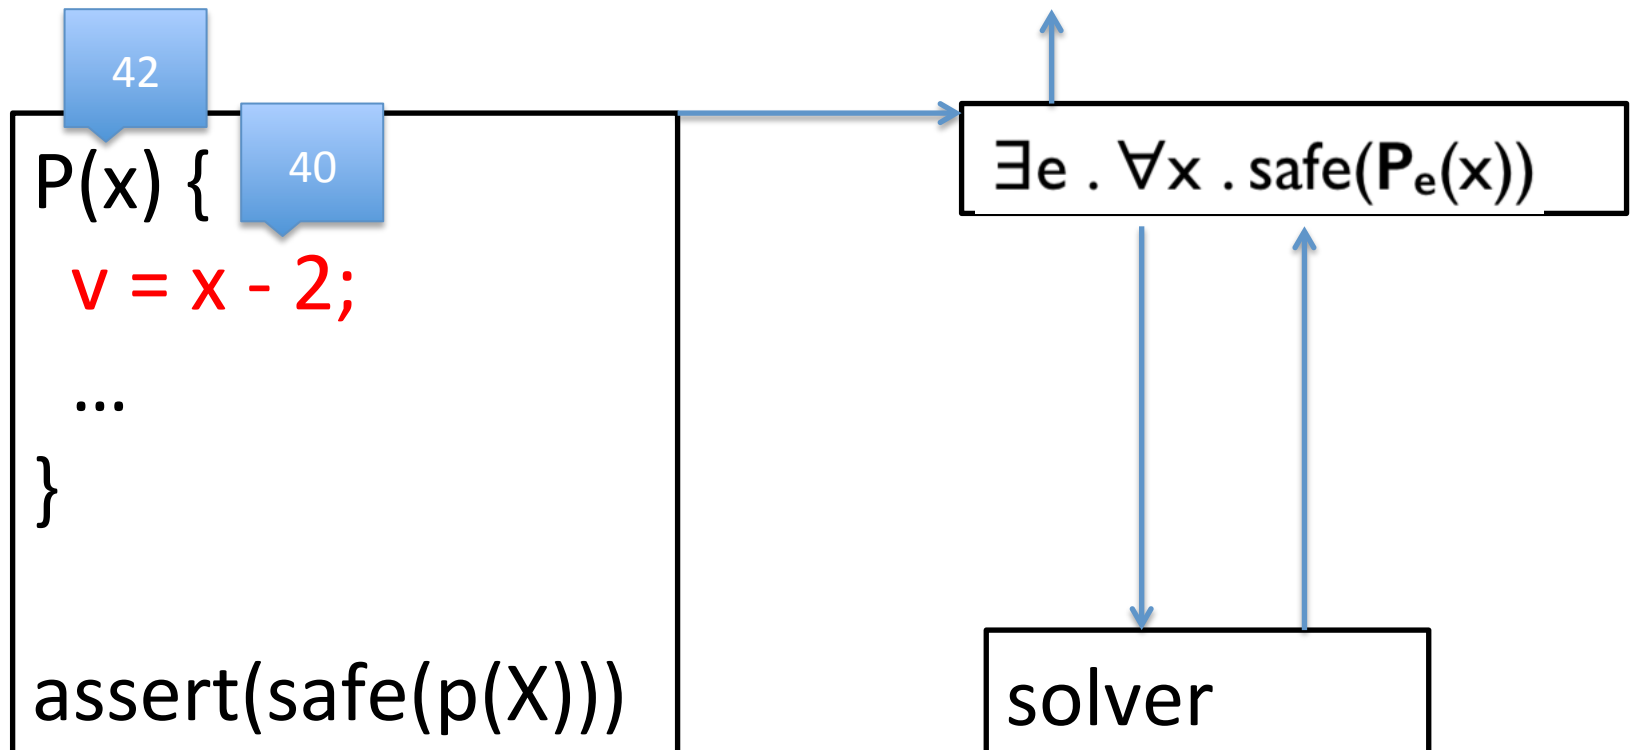 42
40
P(x) {
v = x - 2;
...
}
assert(safe(p(X)))
∃e . ∀x . safe(Pₑ(x))
solver